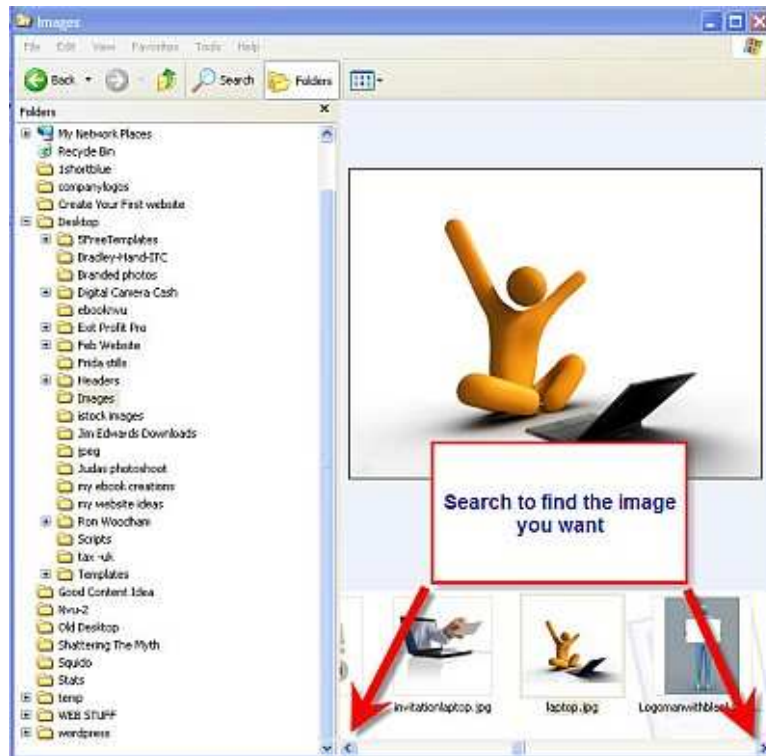 Images
File Edit View Favorites Tools Help
Back Search Folders
Folders
My Network Places
Recycle Bin
1shortblue
companylogos
Create Your First website
Desktop
5FreeTemplates
Bradley-Hand-ITC
Branded photos
Digital Camera Cash
ebooknvu
Exit Profit Pro
Feb Website
Frida stills
Headers
Images
istock images
Jim Edwards Downloads
jpeg
Judas photoshoot
my ebook creations
my website ideas
Ron Woodham
Scripts
tax -uk
Templates
Good Content Idea
Nvu-2
Old Desktop
Shattering The Myth
Squido
Stats
temp
WEB STUFF
wordpress
Search to find the image
you want
invitationlaptop.jpg laptop.jpg